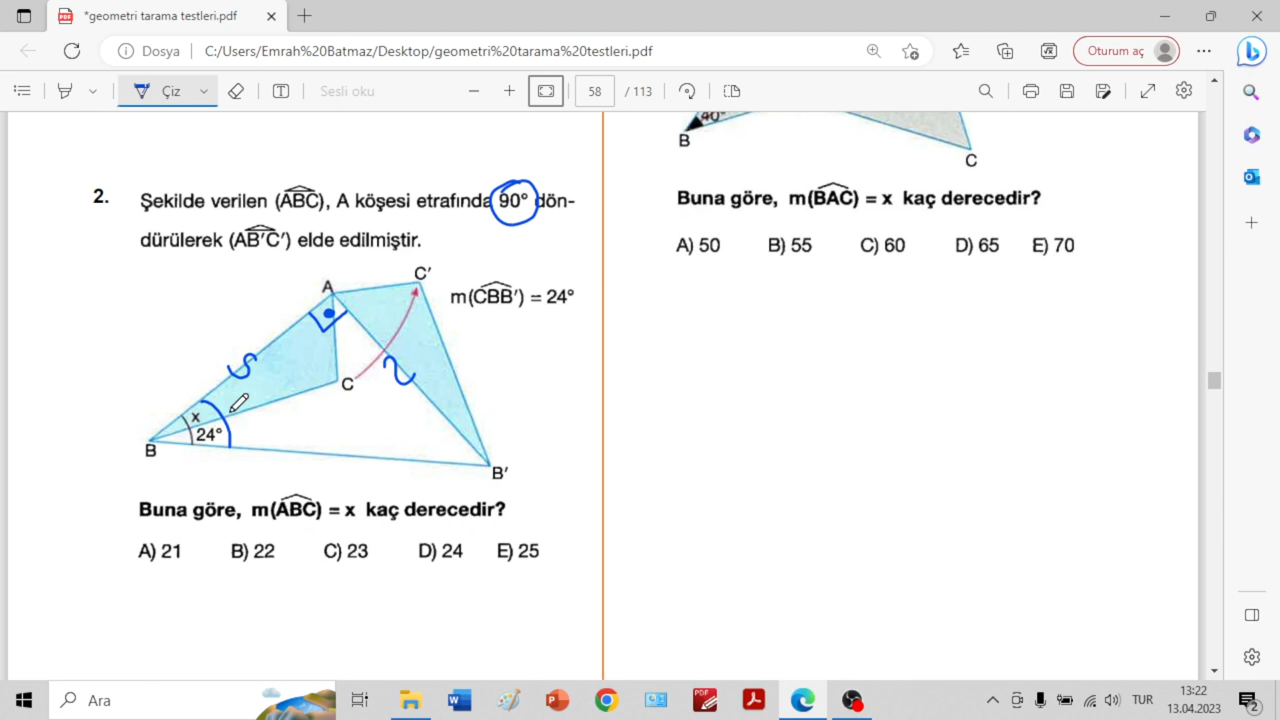 *geometri tarama testleri.pdf
Dosya
C:/Users/Emrah%20Batmaz/Desktop/geometri%20tarama%20testleri.pdf
Oturum aç
Çiz
Sesli oku
58
/ 113
2. Şekilde verilen (ABC), A köşesi etrafında 90° dön-
dürülerek (AB′C′) elde edilmiştir.
A
C′
m(CBB′) = 24°
C
x
24°
B
B′
Buna göre, m(ABC) = x kaç derecedir?
A) 21 B) 22 C) 23 D) 24 E) 25
40°
B
C
Buna göre, m(BAC) = x kaç derecedir?
A) 50 B) 55 C) 60 D) 65 E) 70
Ara
TUR
13:22
13.04.2023
2